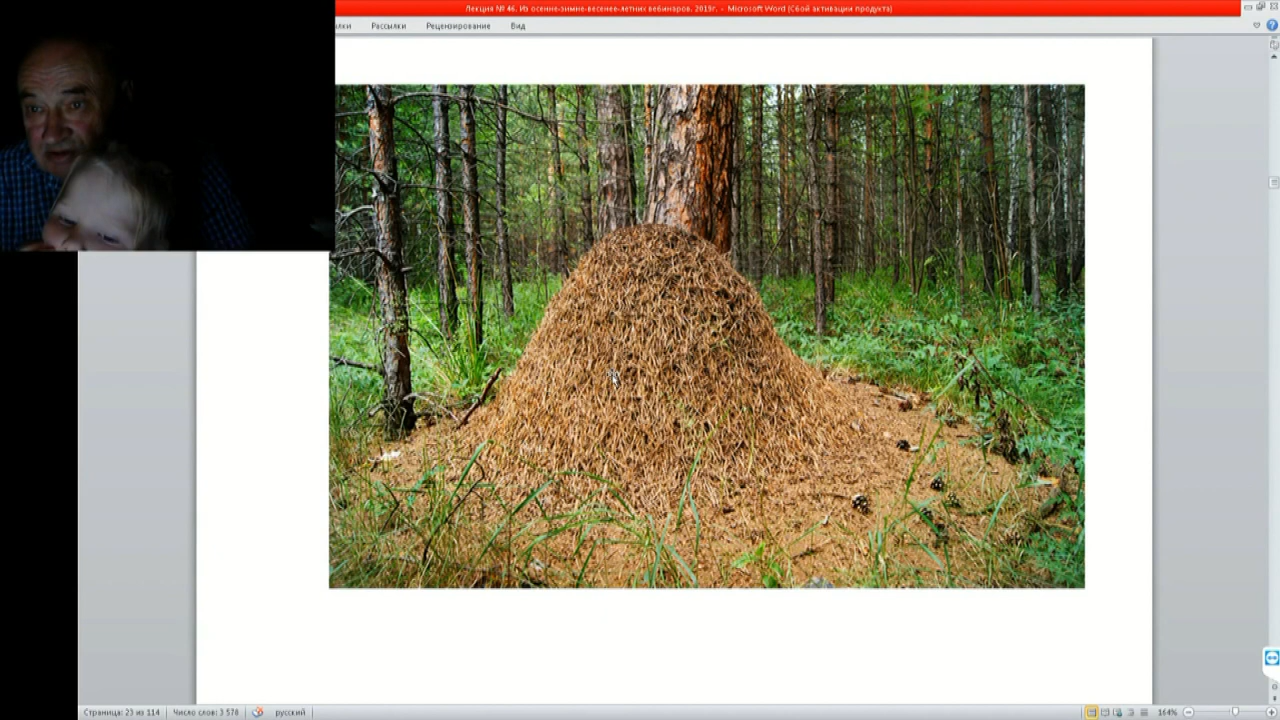 Лекция № 46. Из осенне-зимне-весенее-летних вебинаров. 2019г. - Microsoft Word (Сбой активации продукта)
лки Рассылки Рецензирование Вид
Страница: 23 из 114 Число слов: 3 578 русский 164%